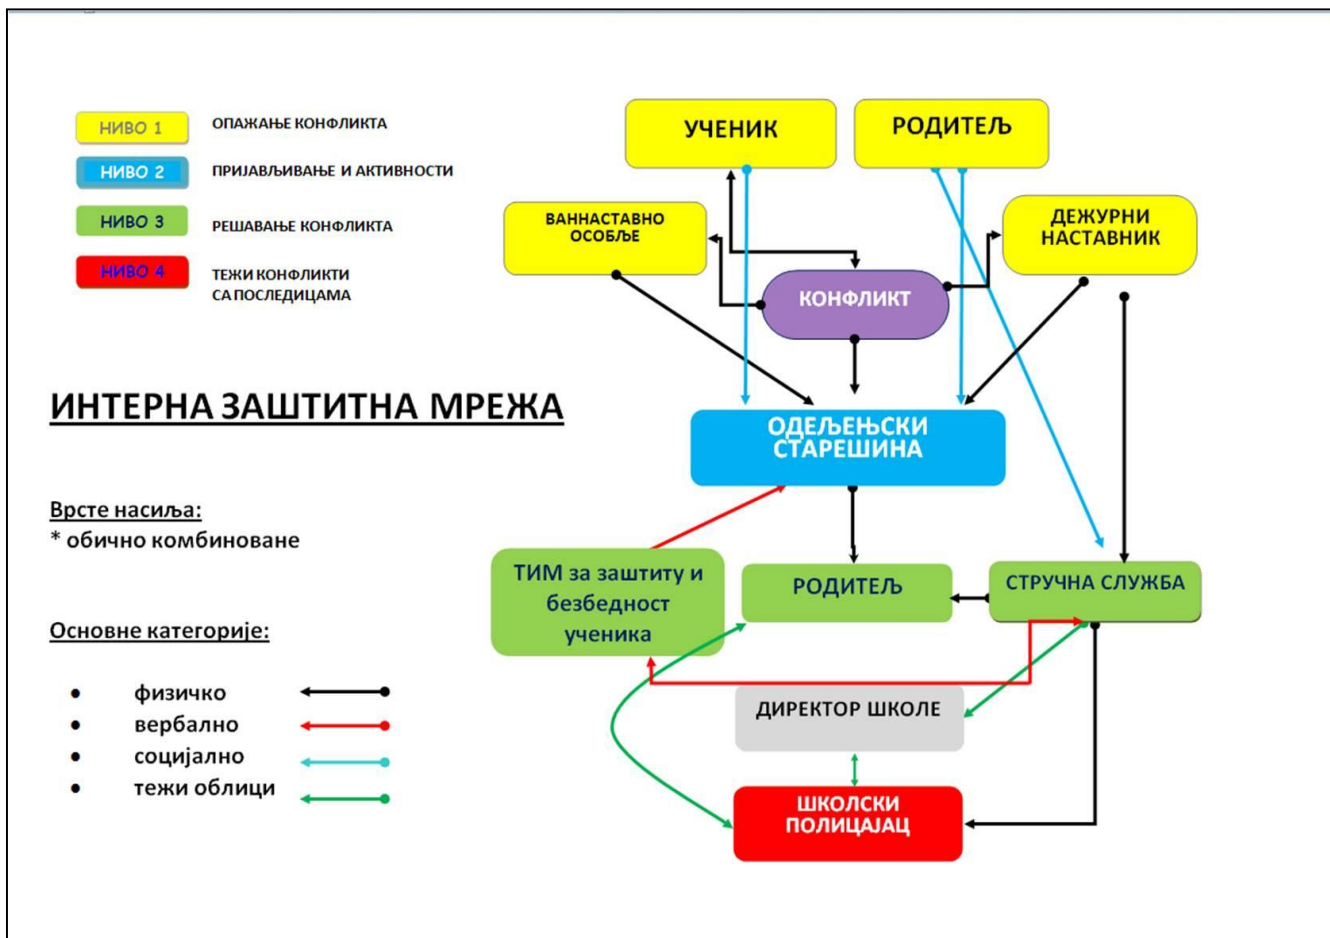 НИВО 1
ОПАЖАЊЕ КОНФЛИКТА
НИВО 2
ПРИЈАВЉИВАЊЕ И АКТИВНОСТИ
НИВО 3
РЕШАВАЊЕ КОНФЛИКТА
НИВО 4
ТЕЖИ КОНФЛИКТИ
СА ПОСЛЕДИЦАМА
УЧЕНИК
РОДИТЕЉ
ВАННАСТАВНО
ОСОБЉЕ
ДЕЖУРНИ
НАСТАВНИК
КОНФЛИКТ
ИНТЕРНА ЗАШТИТНА МРЕЖА
ОДЕЉЕЊСКИ
СТАРЕШИНА
Врсте насиља:
* обично комбиноване
ТИМ за заштиту и
безбедност
ученика
РОДИТЕЉ
СТРУЧНА СЛУЖБА
Основне категорије:
• физичко
• вербално
• социјално
• тежи облици
ДИРЕКТОР ШКОЛЕ
ШКОЛСКИ
ПОЛИЦАЈАЦ